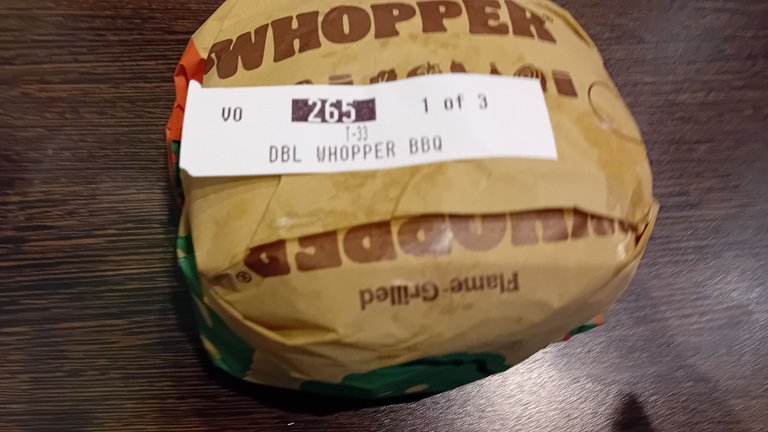 WHOPPER
VO 265 1 of 3
T-33
DBL WHOPPER BBQ
WHOPPER®
Flame-Grilled